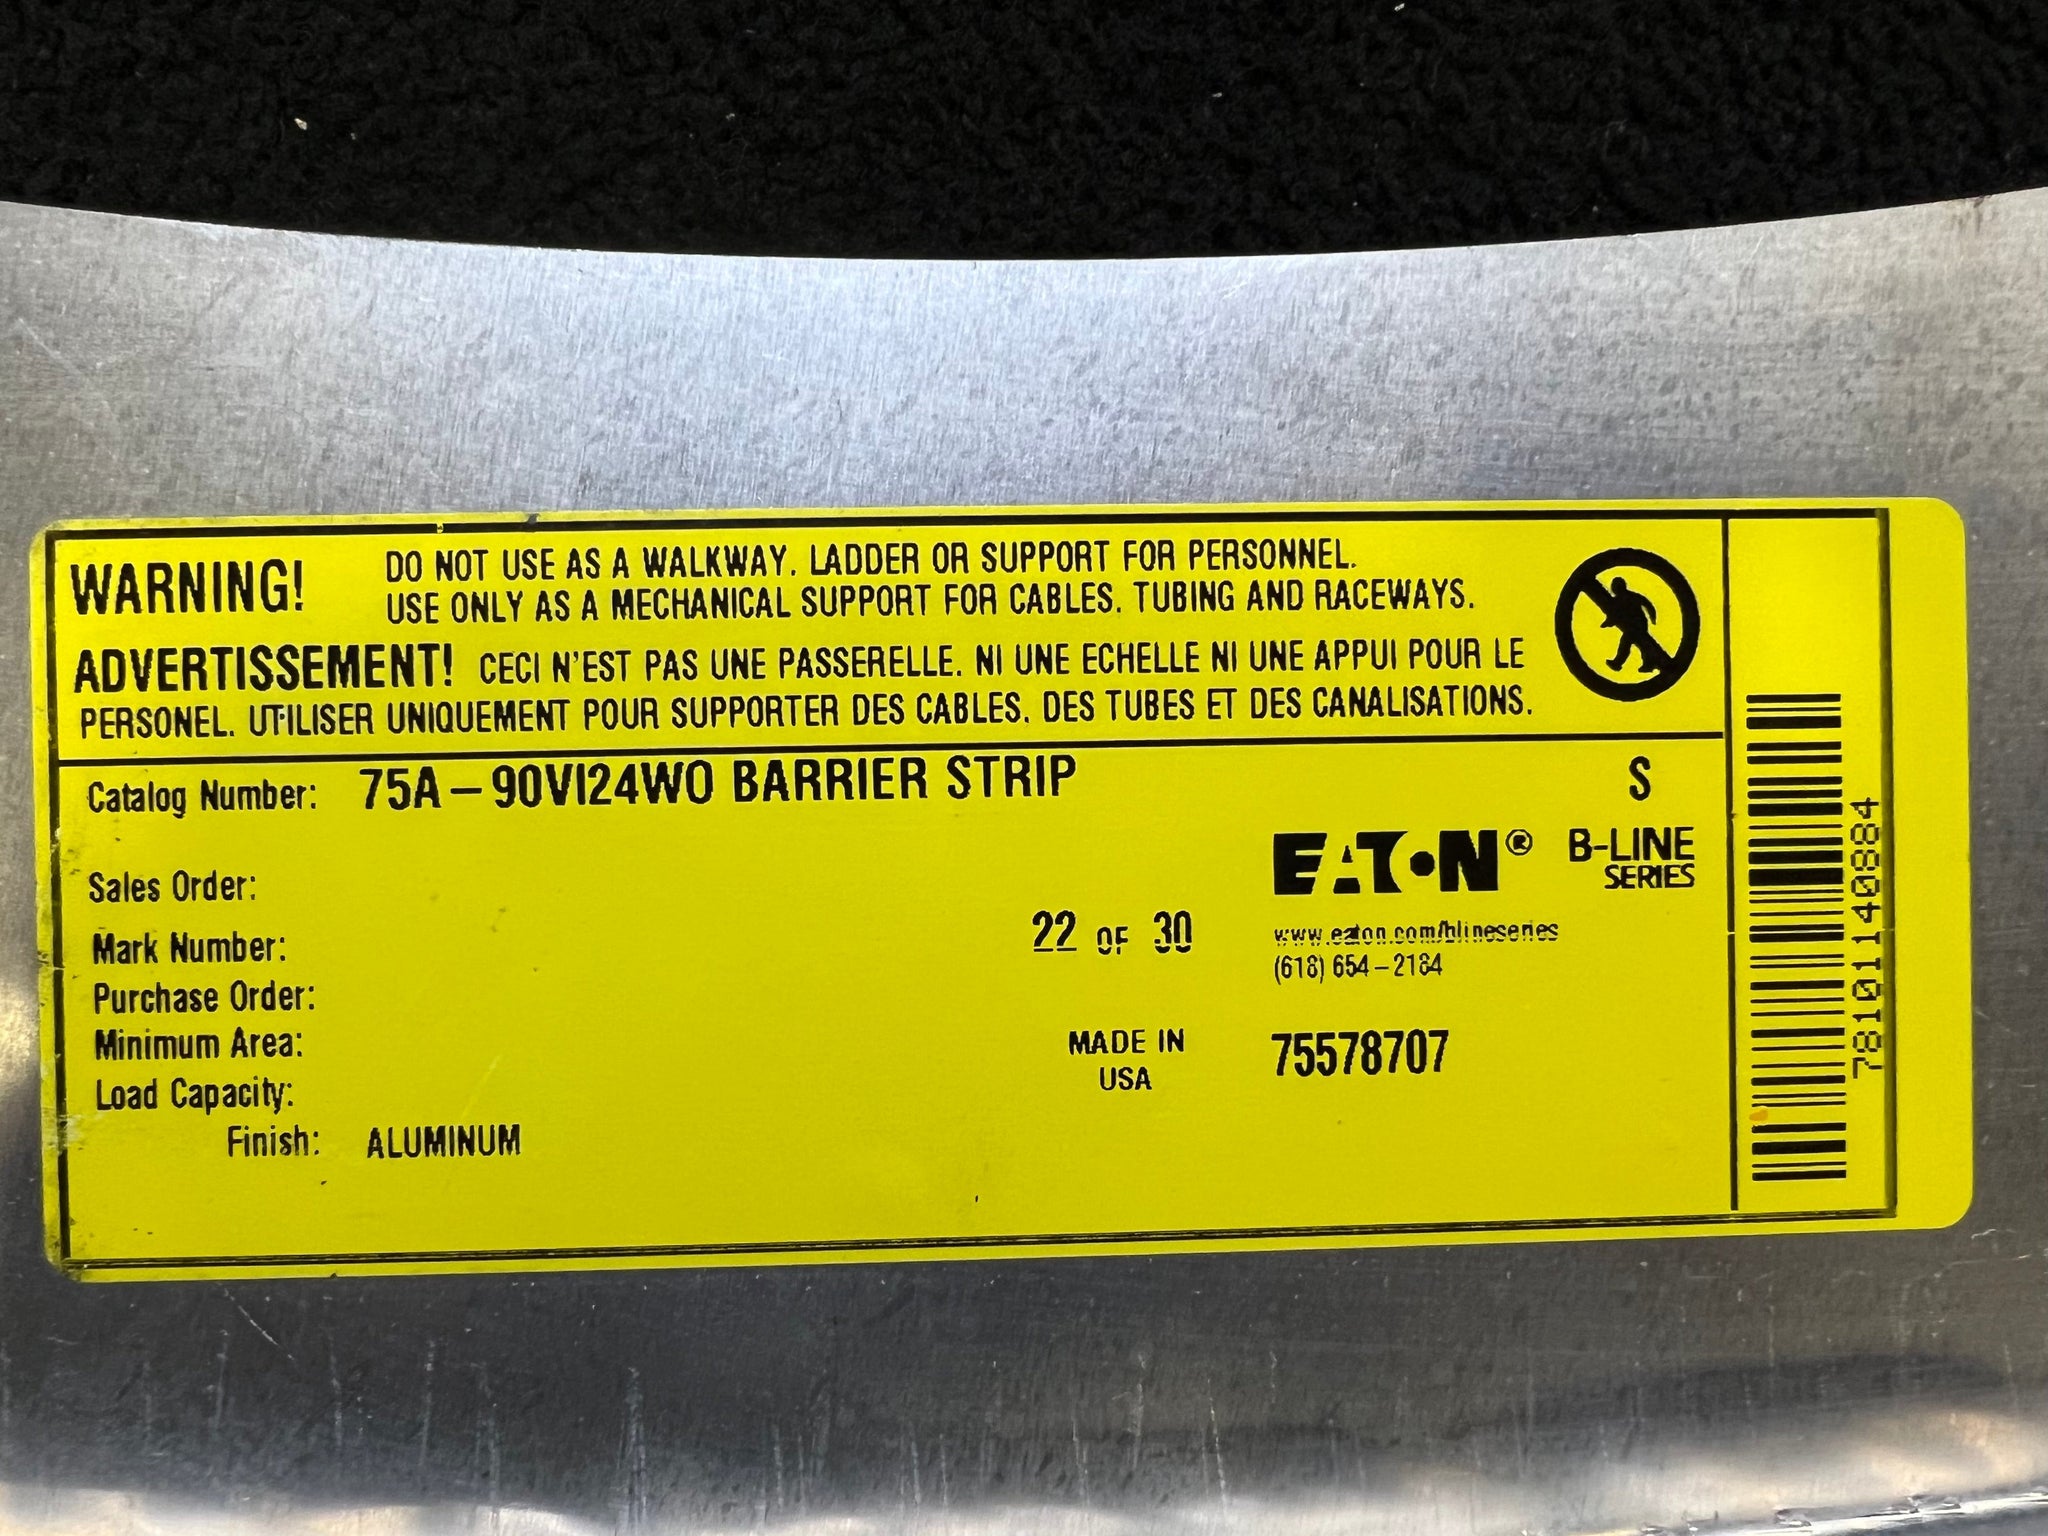 WARNING! DO NOT USE AS A WALKWAY. LADDER OR SUPPORT FOR PERSONNEL.
USE ONLY AS A MECHANICAL SUPPORT FOR CABLES. TUBING AND RACEWAYS.
ADVERTISSEMENT! CECI N'EST PAS UNE PASSERELLE. NI UNE ECHELLE NI UNE APPUI POUR LE
PERSONEL. UTILISER UNIQUEMENT POUR SUPPORTER DES CABLES. DES TUBES ET DES CANALISATIONS.
Catalog Number: 75A-90VI24WO BARRIER STRIP
S
EATON® B-LINE
SERIES
Sales Order:
Mark Number:
22 OF 30
www.eaton.com/blineseries
(618) 654-2184
Purchase Order:
Minimum Area:
MADE IN
USA
75578707
Load Capacity:
Finish: ALUMINUM
781011140884